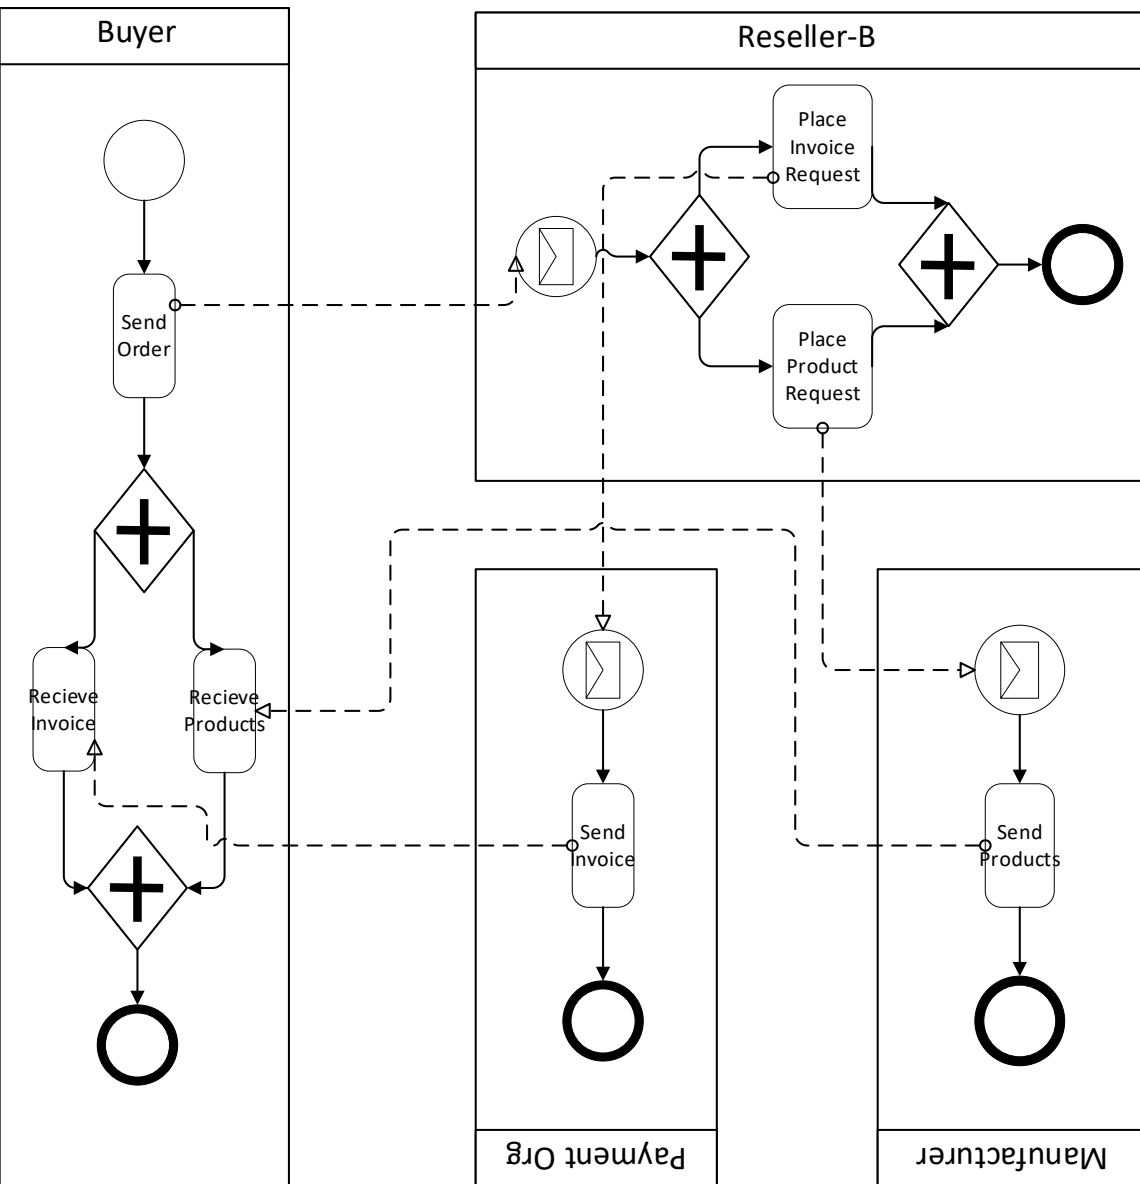 Buyer
Reseller-B
Place
Invoice
Request
Send
Order
Place
Product
Request
Recieve
Invoice
Recieve
Products
Send
Invoice
Send
Products
Payment Org
Manufacturer